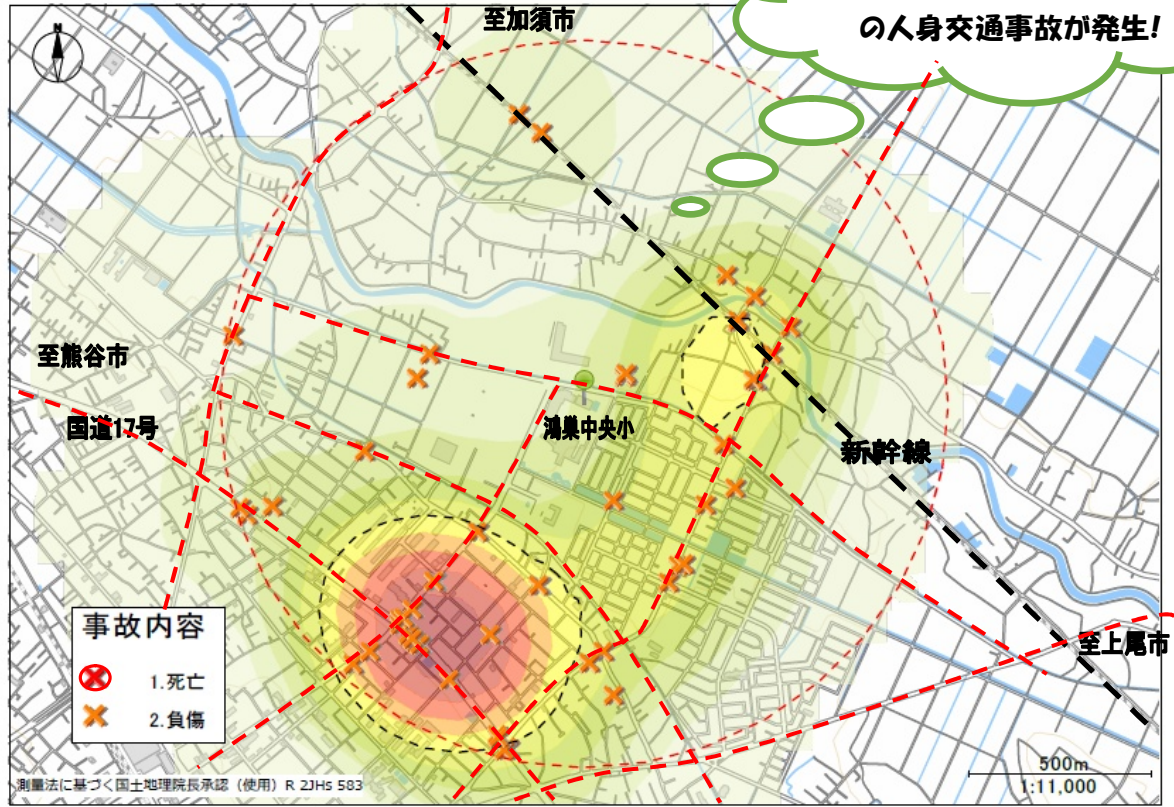 至加須市
の人身交通事故が発生!
N
至熊谷市
国道17号
鴻巣中央小
新幹線
事故内容
1.死亡
2.負傷
至上尾市
500m
1:11,000
測量法に基づく国土地理院長承認（使用）R 2JHs 583